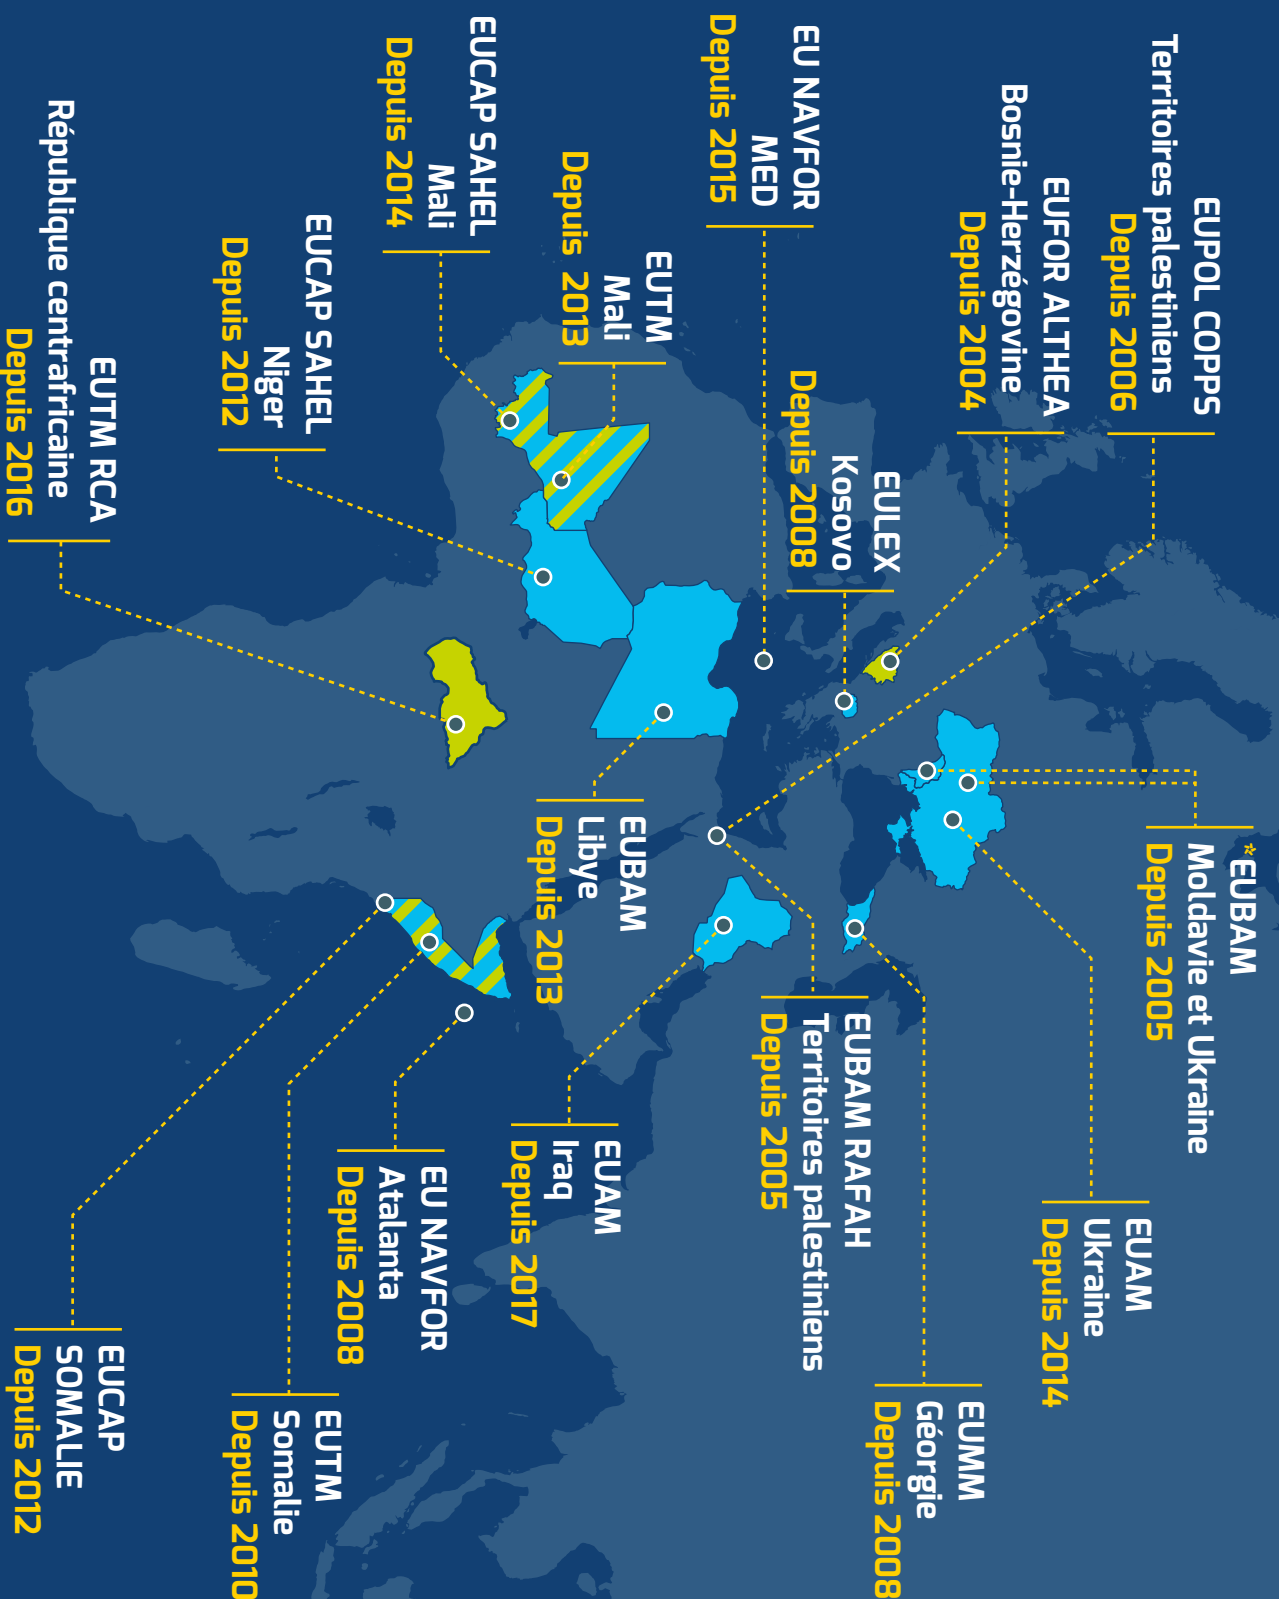 EUPOL COPPS
Territoires palestiniens
Depuis 2006
EUFOR ALTHEA
Bosnie-Herzégovine
Depuis 2004
EULEX
Kosovo
Depuis 2008
EU NAVFOR
MED
Depuis 2015
EUTM
Mali
Depuis 2013
EUCAP SAHEL
Mali
Depuis 2014
EUCAP SAHEL
Niger
Depuis 2012
EUTM RCA
République centrafricaine
Depuis 2016
*EUBAM
Moldavie et Ukraine
Depuis 2005
EUAM
Ukraine
Depuis 2014
EUMM
Géorgie
Depuis 2008
EUBAM RAFAH
Territoires palestiniens
Depuis 2005
EUBAM
Libye
Depuis 2013
EUAM
Iraq
Depuis 2017
EU NAVFOR
Atalanta
Depuis 2008
EUTM
Somalie
Depuis 2010
EUCAP
SOMALIE
Depuis 2012